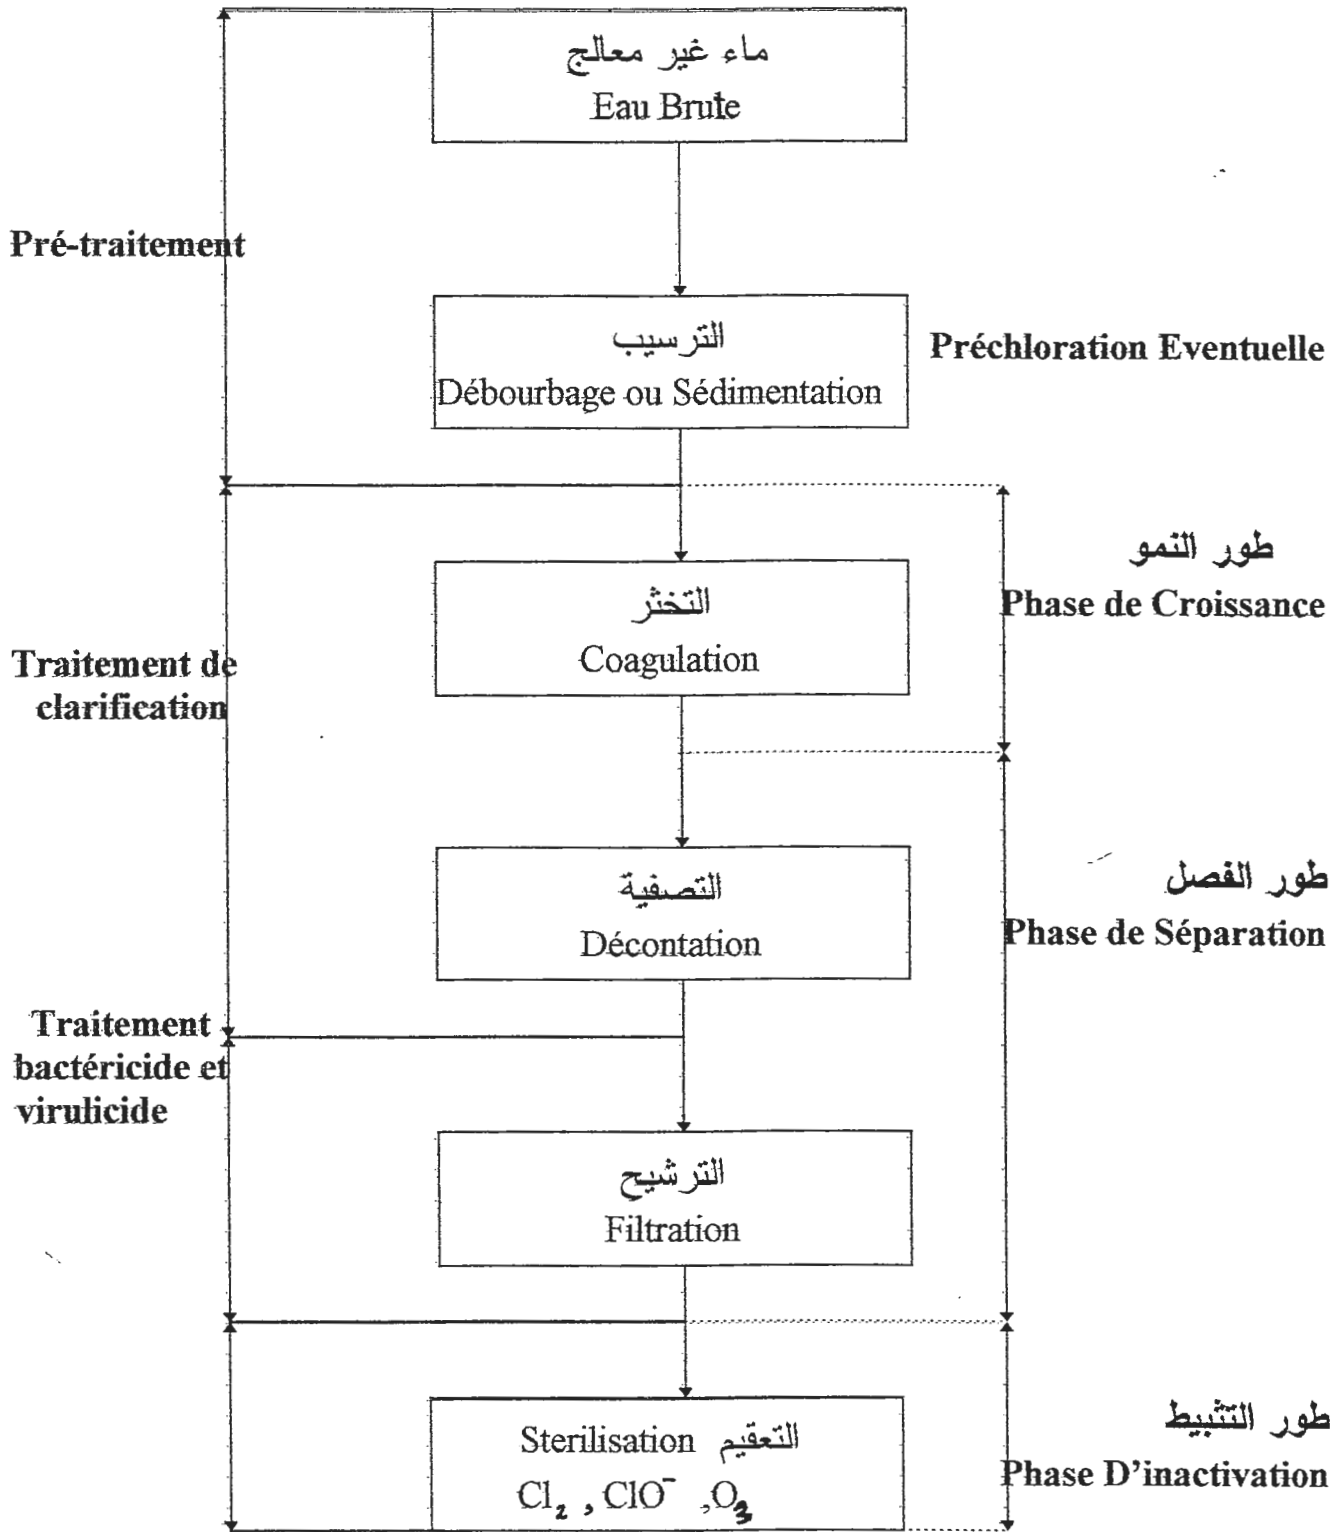 ماء غير معالج
Eau Brute
Pré-traitement
الترسيب
Débourbage ou Sédimentation
Préchloration Eventuelle
طور النمو
Phase de Croissance
التخثر
Coagulation
Traitement de
clarification
التصفية
Décontation
طور الفصل
Phase de Séparation
Traitement
bactéricide et
virulicide
الترشيح
Filtration
Sterilisation التعقيم
Cl₂ , ClO⁻ ,O₃
طور التثبيط
Phase D’inactivation